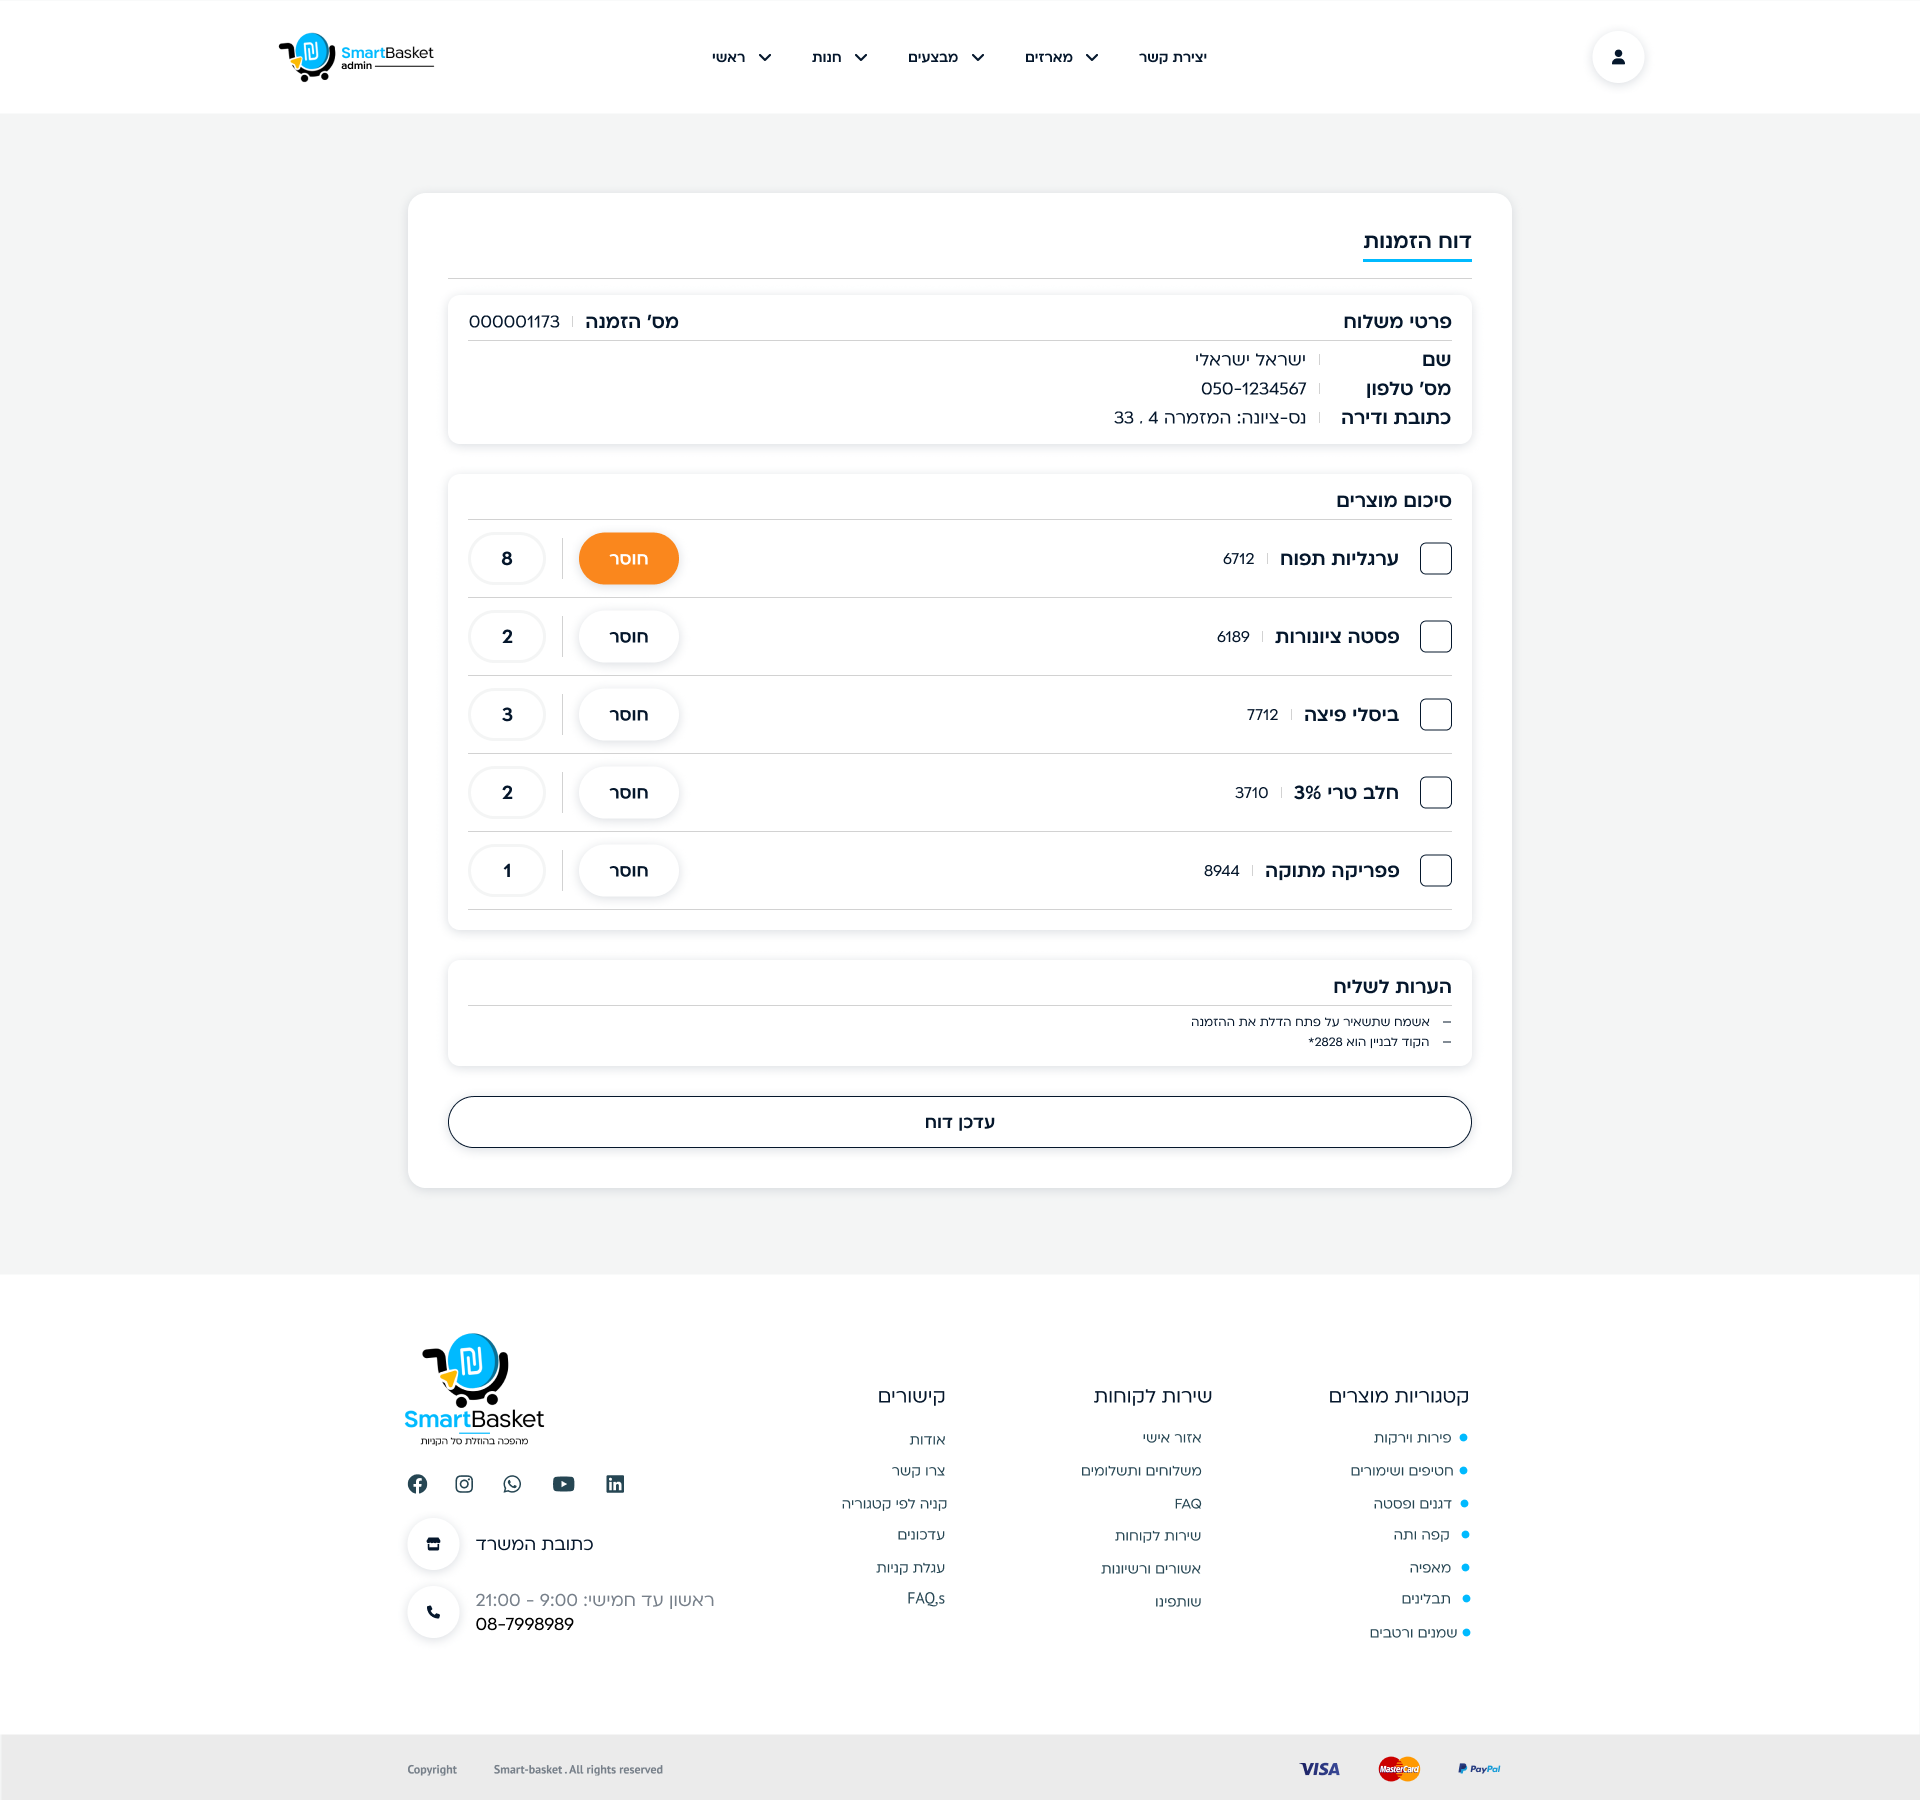 SmartBasket
admin
יצירת קשר
מארזים
מבצעים
חנות
ראשי
דוח הזמנות
פרטי משלוח
מס' הזמנה 000001173
שם ישראל ישראלי
מס' טלפון 050-1234567
כתובת ודירה נס-ציונה: המזמרה 4 . 33
סיכום מוצרים
ערגליות תפוח 6712 חוסר 8
פסטה ציונורות 6189 חוסר 2
ביסלי פיצה 7712 חוסר 3
חלב טרי 3% 3710 חוסר 2
פפריקה מתוקה 8944 חוסר 1
הערות לשליח
– אשמח שתשאיר על פתח הדלת את ההזמנה
– הקוד לבניין הוא 2828*
עדכן דוח
קטגוריות מוצרים
פירות וירקות
חטיפים ושימורים
דגנים ופסטה
קפה ותה
מאפיה
תבלינים
שמנים ורטבים
שירות לקוחות
אזור אישי
משלוחים ותשלומים
FAQ
שירות לקוחות
אשורים ורשיונות
שותפינו
קישורים
אודות
צרו קשר
קניה לפי קטגוריה
עדכונים
עגלת קניות
FAQ,s
SmartBasket
מהפכה בהוזלת סל הקניות
כתובת המשרד
ראשון עד חמישי: 9:00 - 21:00
08-7998989
Copyright
Smart-basket . All rights reserved
VISA
MasterCard
PayPal